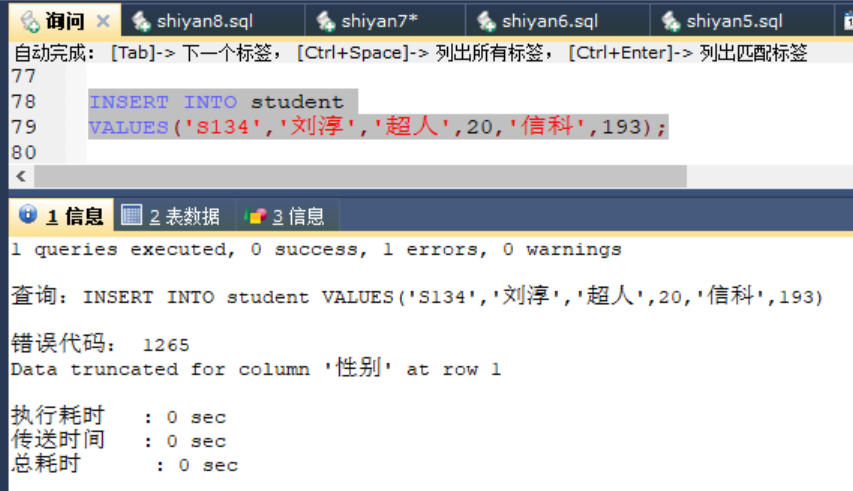 询问 shiyan8.sql shiyan7* shiyan6.sql shiyan5.sql
自动完成: [Tab]-> 下一个标签, [Ctrl+Space]-> 列出所有标签, [Ctrl+Enter]-> 列出匹配标签
77
78 INSERT INTO student
79 VALUES('S134','刘淳','超人',20,'信科',193);
80
1 信息 2 表数据 3 信息
1 queries executed, 0 success, 1 errors, 0 warnings
查询: INSERT INTO student VALUES('S134','刘淳','超人',20,'信科',193)
错误代码: 1265
Data truncated for column '性别' at row 1
执行耗时 : 0 sec
传送时间 : 0 sec
总耗时 : 0 sec